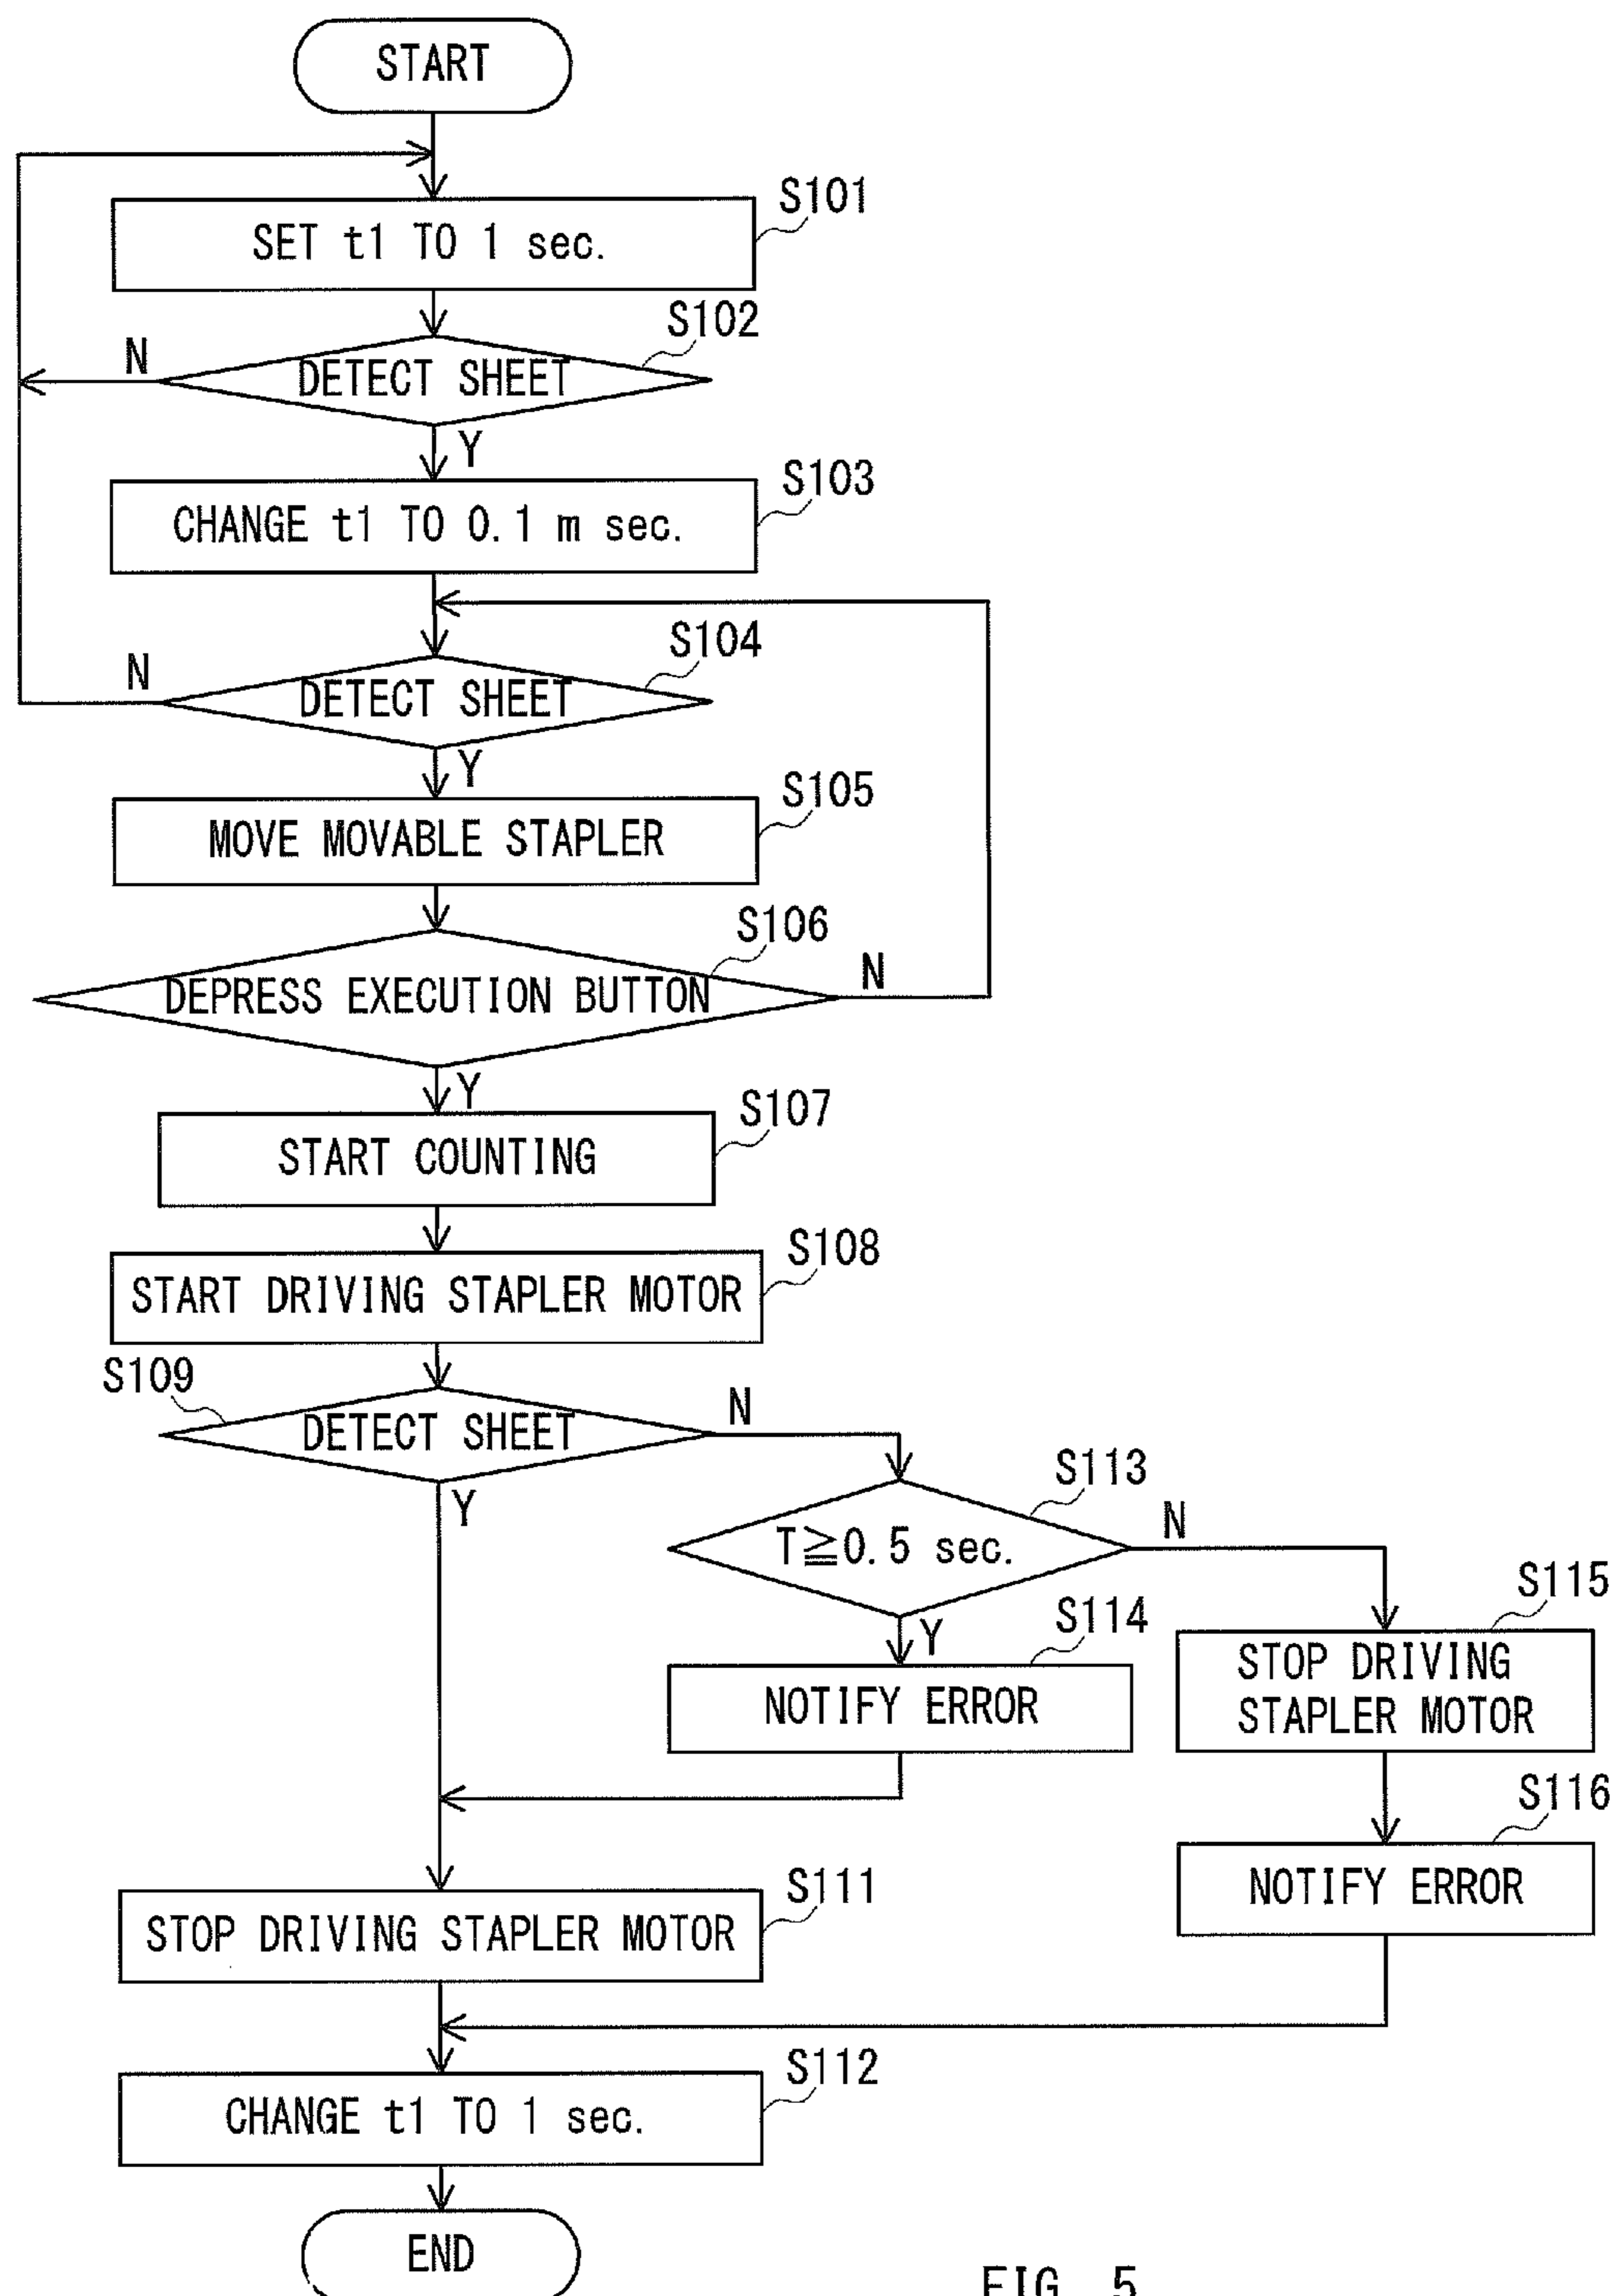 START
S101
SET t1 TO 1 sec.
S102
N
DETECT SHEET
Y
S103
CHANGE t1 TO 0.1 m sec.
S104
N
DETECT SHEET
Y
S105
MOVE MOVABLE STAPLER
S106
N
DEPRESS EXECUTION BUTTON
Y
S107
START COUNTING
S108
START DRIVING STAPLER MOTOR
S109
N
DETECT SHEET
Y
S113
N
T≧0.5 sec.
Y
S114
NOTIFY ERROR
S115
STOP DRIVING
STAPLER MOTOR
S116
NOTIFY ERROR
S111
STOP DRIVING STAPLER MOTOR
S112
CHANGE t1 TO 1 sec.
END
FIG. 5